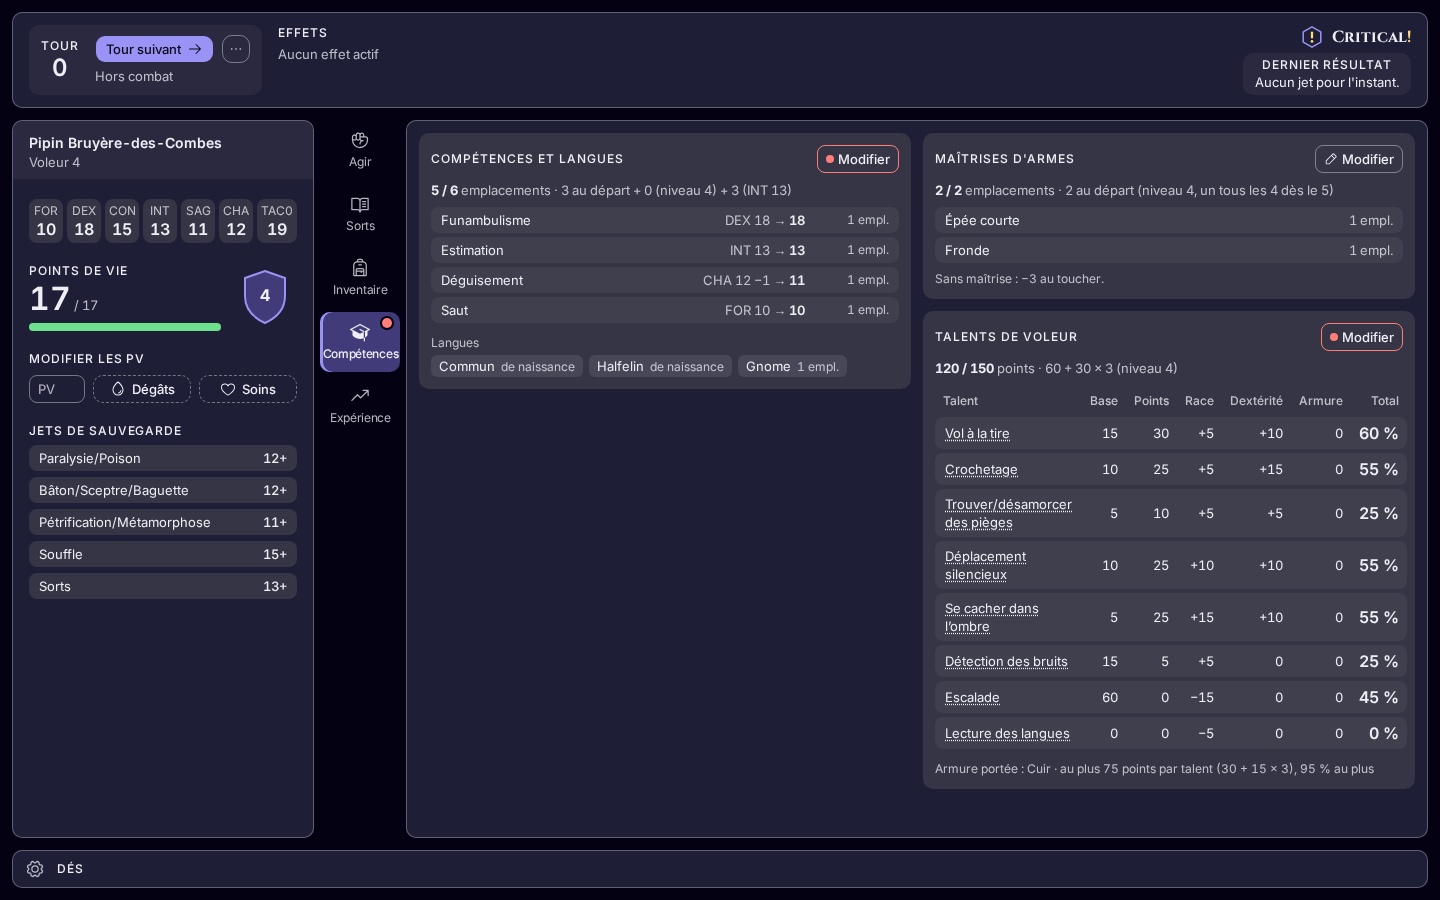 TOUR
0
Tour suivant →
...
Hors combat
EFFETS
Aucun effet actif
CRITICAL!
DERNIER RÉSULTAT
Aucun jet pour l'instant.
Pipin Bruyère-des-Combes
Voleur 4
FOR DEX CON INT SAG CHA TAC0
10 18 15 13 11 12 19
POINTS DE VIE
17 / 17
4
MODIFIER LES PV
PV Dégâts Soins
JETS DE SAUVEGARDE
Paralysie/Poison 12+
Bâton/Sceptre/Baguette 12+
Pétrification/Métamorphose 11+
Souffle 15+
Sorts 13+
Agir
Sorts
Inventaire
Compétences
Expérience
COMPÉTENCES ET LANGUES Modifier
5 / 6 emplacements · 3 au départ + 0 (niveau 4) + 3 (INT 13)
Funambulisme DEX 18 → 18 1 empl.
Estimation INT 13 → 13 1 empl.
Déguisement CHA 12 −1 → 11 1 empl.
Saut FOR 10 → 10 1 empl.
Langues
Commun de naissance Halfelin de naissance Gnome 1 empl.
MAÎTRISES D'ARMES Modifier
2 / 2 emplacements · 2 au départ (niveau 4, un tous les 4 dès le 5)
Épée courte 1 empl.
Fronde 1 empl.
Sans maîtrise : −3 au toucher.
TALENTS DE VOLEUR Modifier
120 / 150 points · 60 + 30 × 3 (niveau 4)
Talent Base Points Race Dextérité Armure Total
Vol à la tire 15 30 +5 +10 0 60 %
Crochetage 10 25 +5 +15 0 55 %
Trouver/désamorcer
des pièges 5 10 +5 +5 0 25 %
Déplacement
silencieux 10 25 +10 +10 0 55 %
Se cacher dans
l'ombre 5 25 +15 +10 0 55 %
Détection des bruits 15 5 +5 0 0 25 %
Escalade 60 0 −15 0 0 45 %
Lecture des langues 0 0 −5 0 0 0 %
Armure portée : Cuir · au plus 75 points par talent (30 + 15 × 3), 95 % au plus
DÉS